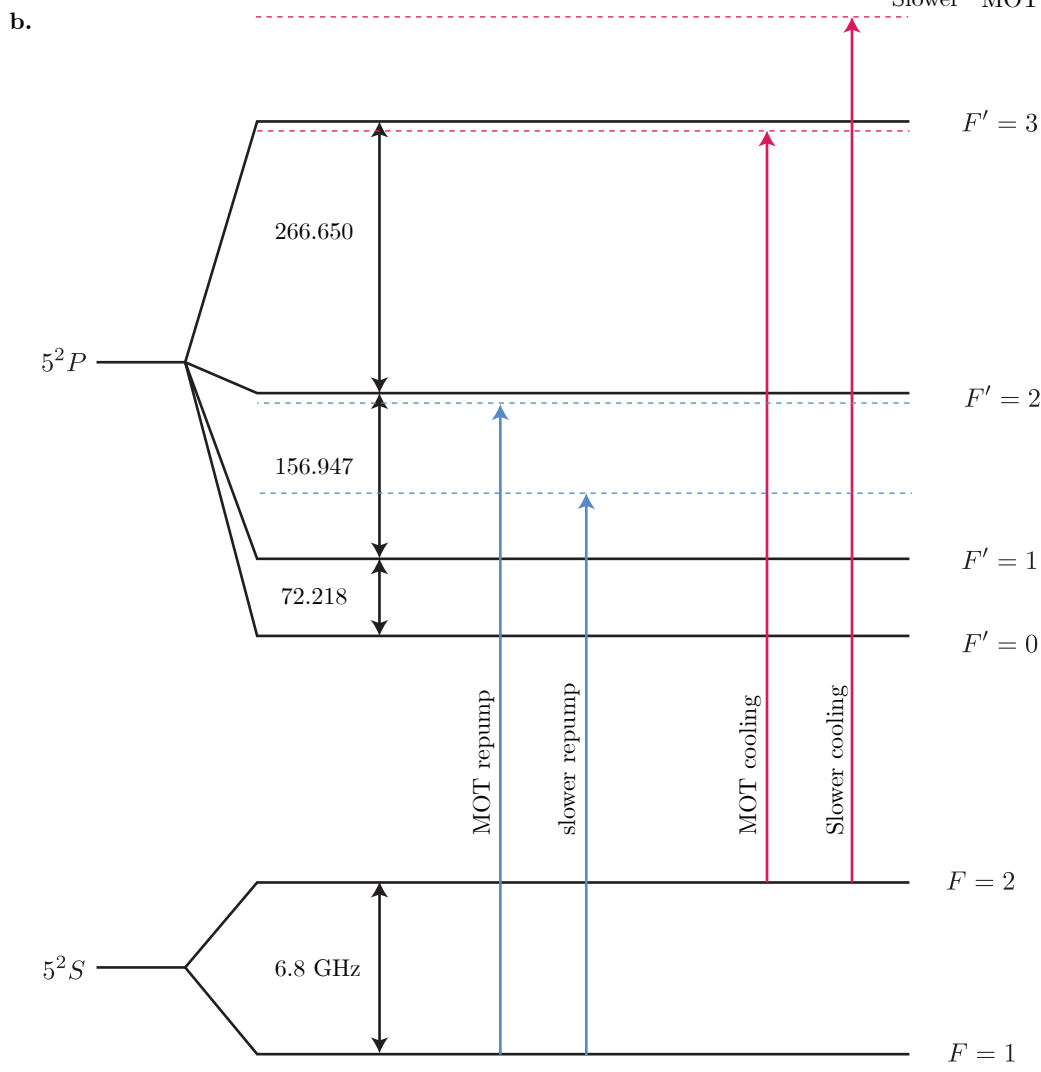 Slower MOT
b.
F′ = 3
266.650
5²P
F′ = 2
156.947
F′ = 1
72.218
F′ = 0
MOT repump
slower repump
MOT cooling
Slower cooling
F = 2
5²S
6.8 GHz
F = 1